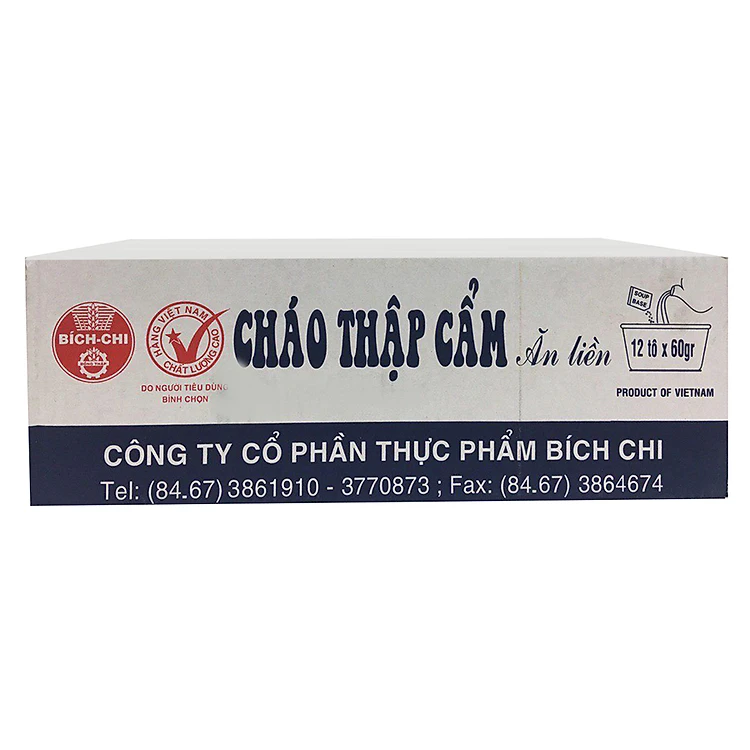 BÍCH-CHI
ĐỒNG THÁP
HÀNG VIỆT NAM
CHẤT LƯỢNG CAO
DO NGƯỜI TIÊU DÙNG
BÌNH CHỌN
CHÁO THẬP CẨM
Ăn liền
SOUP
BASE
12 tô x 60gr
PRODUCT OF VIETNAM
CÔNG TY CỔ PHẦN THỰC PHẨM BÍCH CHI
Tel: (84.67) 3861910 - 3770873 ; Fax: (84.67) 3864674